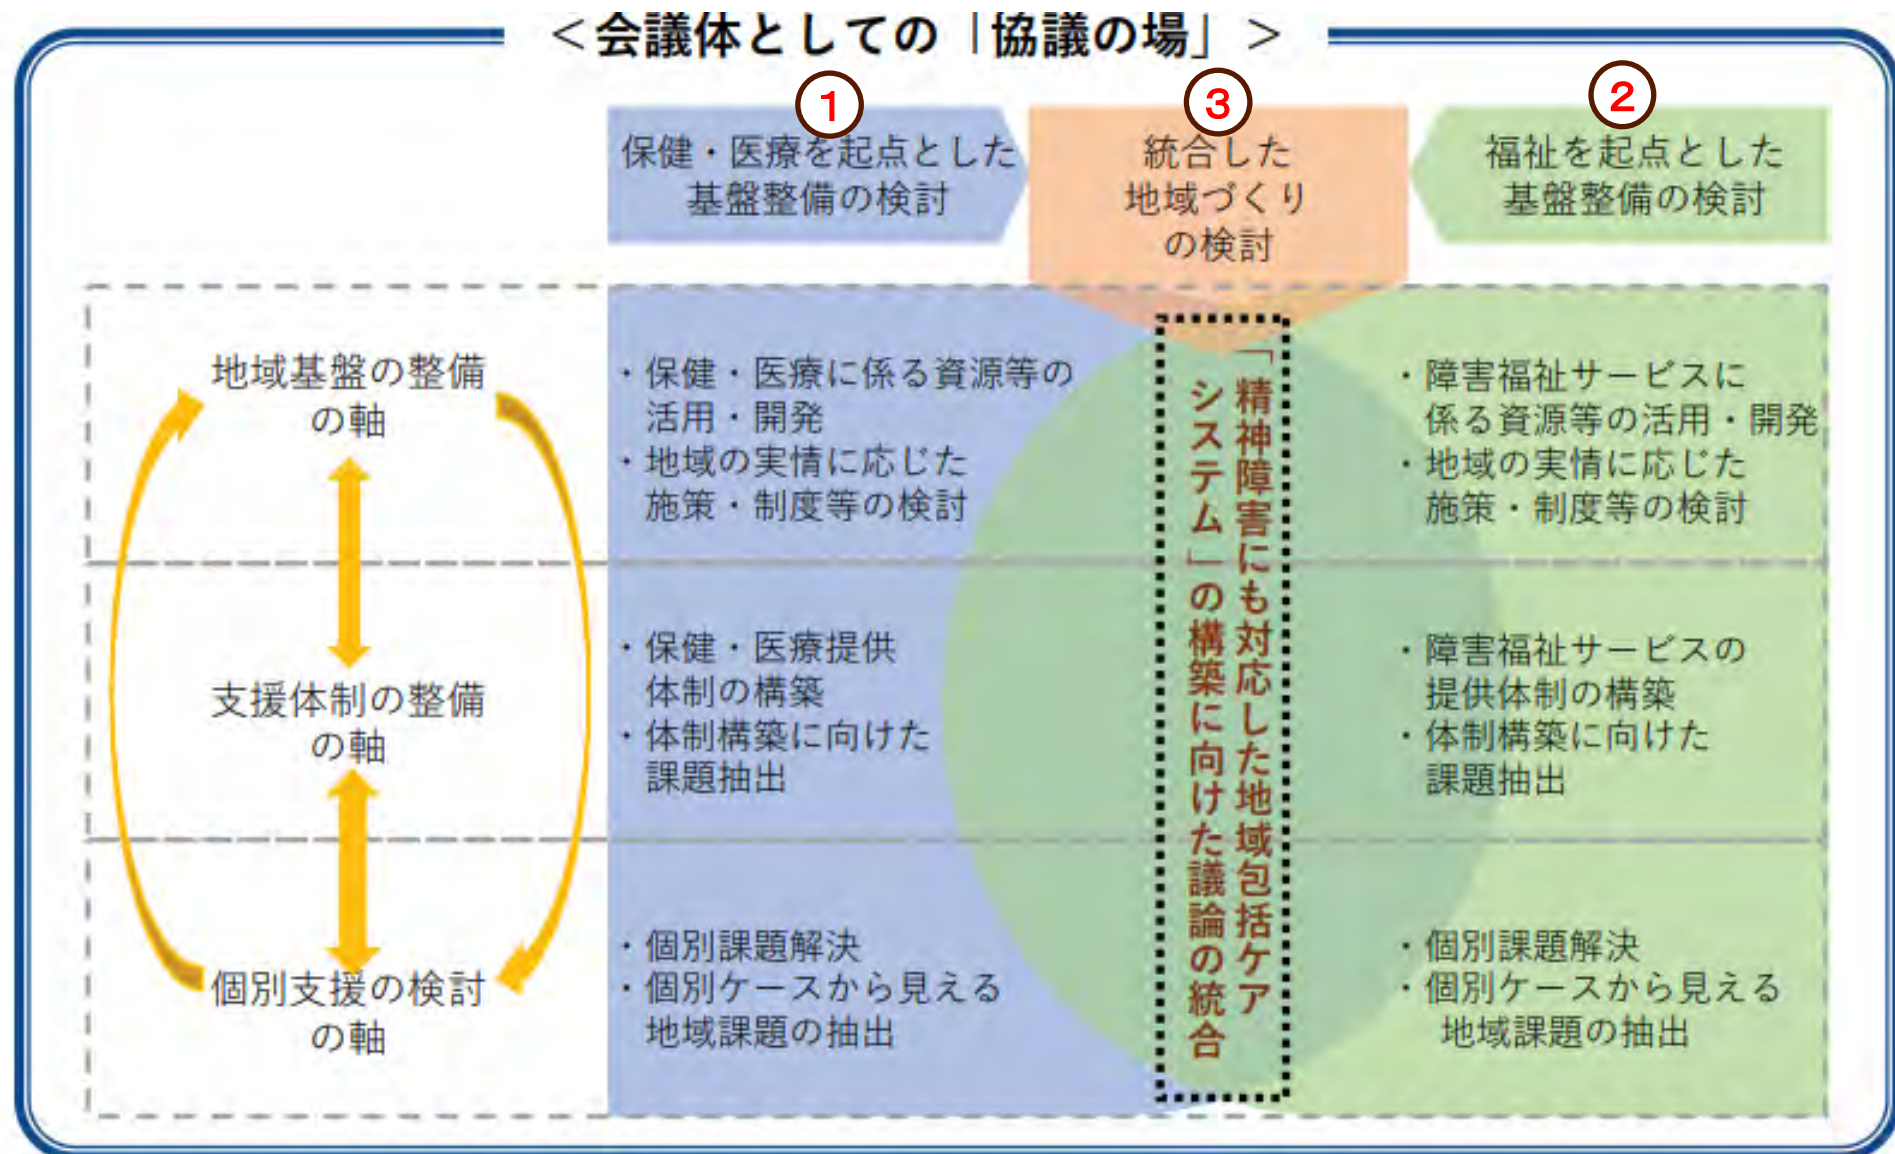 ＜会議体としての「協議の場」＞
①
保健・医療を起点とした
基盤整備の検討
③
統合した
地域づくり
の検討
②
福祉を起点とした
基盤整備の検討
地域基盤の整備
の軸
・保健・医療に係る資源等の
活用・開発
・地域の実情に応じた
施策・制度等の検討
・障害福祉サービスに
係る資源等の活用・開発
・地域の実情に応じた
施策・制度等の検討
「精神障害にも対応した地域包括ケア
システム」の構築に向けた議論の統合
支援体制の整備
の軸
・保健・医療提供
体制の構築
・体制構築に向けた
課題抽出
・障害福祉サービスの
提供体制の構築
・体制構築に向けた
課題抽出
個別支援の検討
の軸
・個別課題解決
・個別ケースから見える
地域課題の抽出
・個別課題解決
・個別ケースから見える
地域課題の抽出